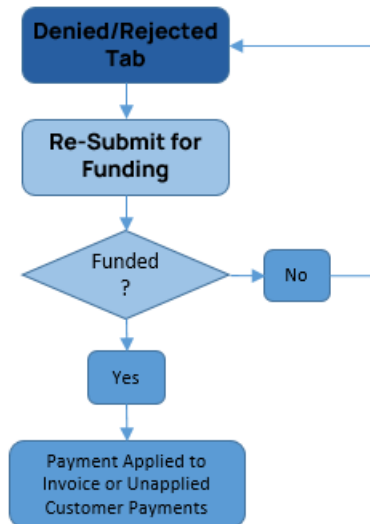 Denied/Rejected
Tab
Re-Submit for
Funding
Funded
?
No
Yes
Payment Applied to
Invoice or Unapplied
Customer Payments